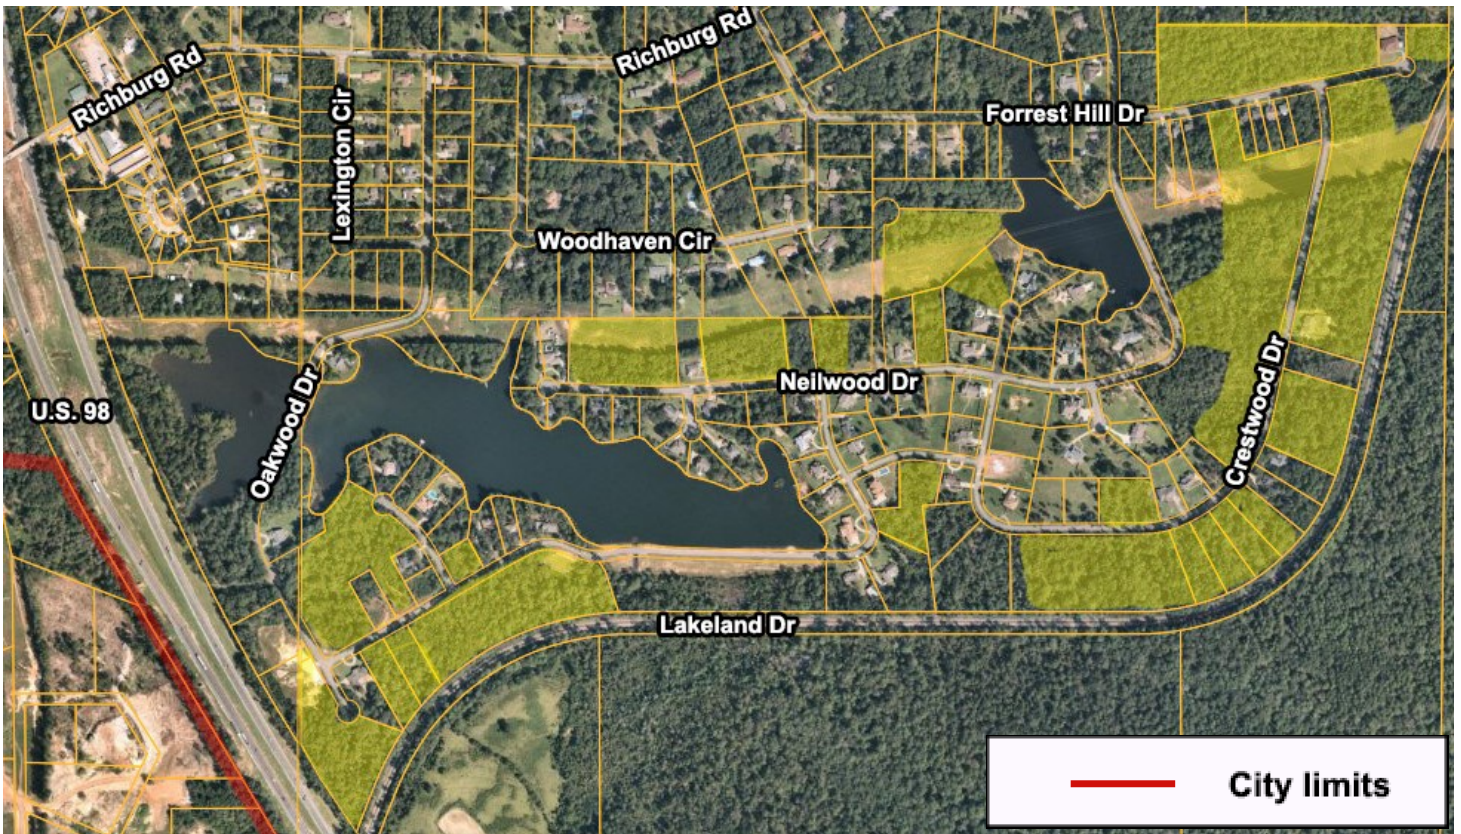 Richburg Rd
Richburg Rd
Lexington Cir
Forrest Hill Dr
Woodhaven Cir
Neilwood Dr
U.S. 98
Oakwood Dr
Crestwood Dr
Lakeland Dr
City limits